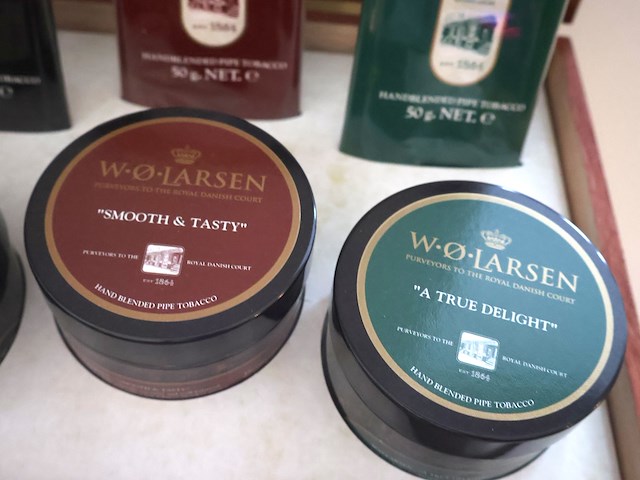 EST 1864
HANDBLENDED PIPE TOBACCO
50 g. NET. ℮
EST 1864
HANDBLENDED PIPE TOBACCO
50 g. NET. ℮
W·Ø·LARSEN
PURVEYORS TO THE ROYAL DANISH COURT
"SMOOTH & TASTY"
PURVEYORS TO THE ROYAL DANISH COURT
EST 1864
HAND BLENDED PIPE TOBACCO
W·Ø·LARSEN
PURVEYORS TO THE ROYAL DANISH COURT
"A TRUE DELIGHT"
PURVEYORS TO THE ROYAL DANISH COURT
EST 1864
HAND BLENDED PIPE TOBACCO